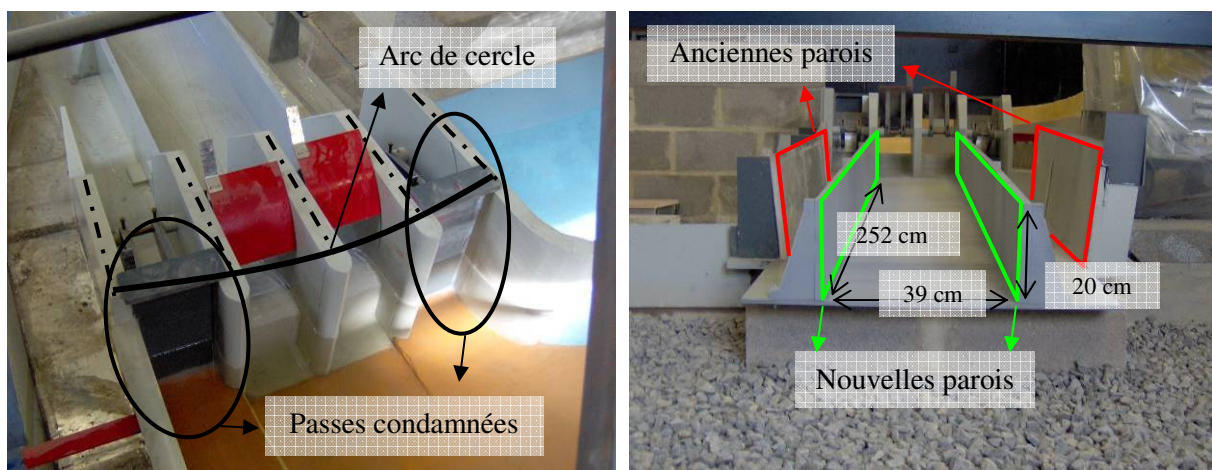 Arc de cercle
Passes condamnées
Anciennes parois
252 cm
39 cm
20 cm
Nouvelles parois